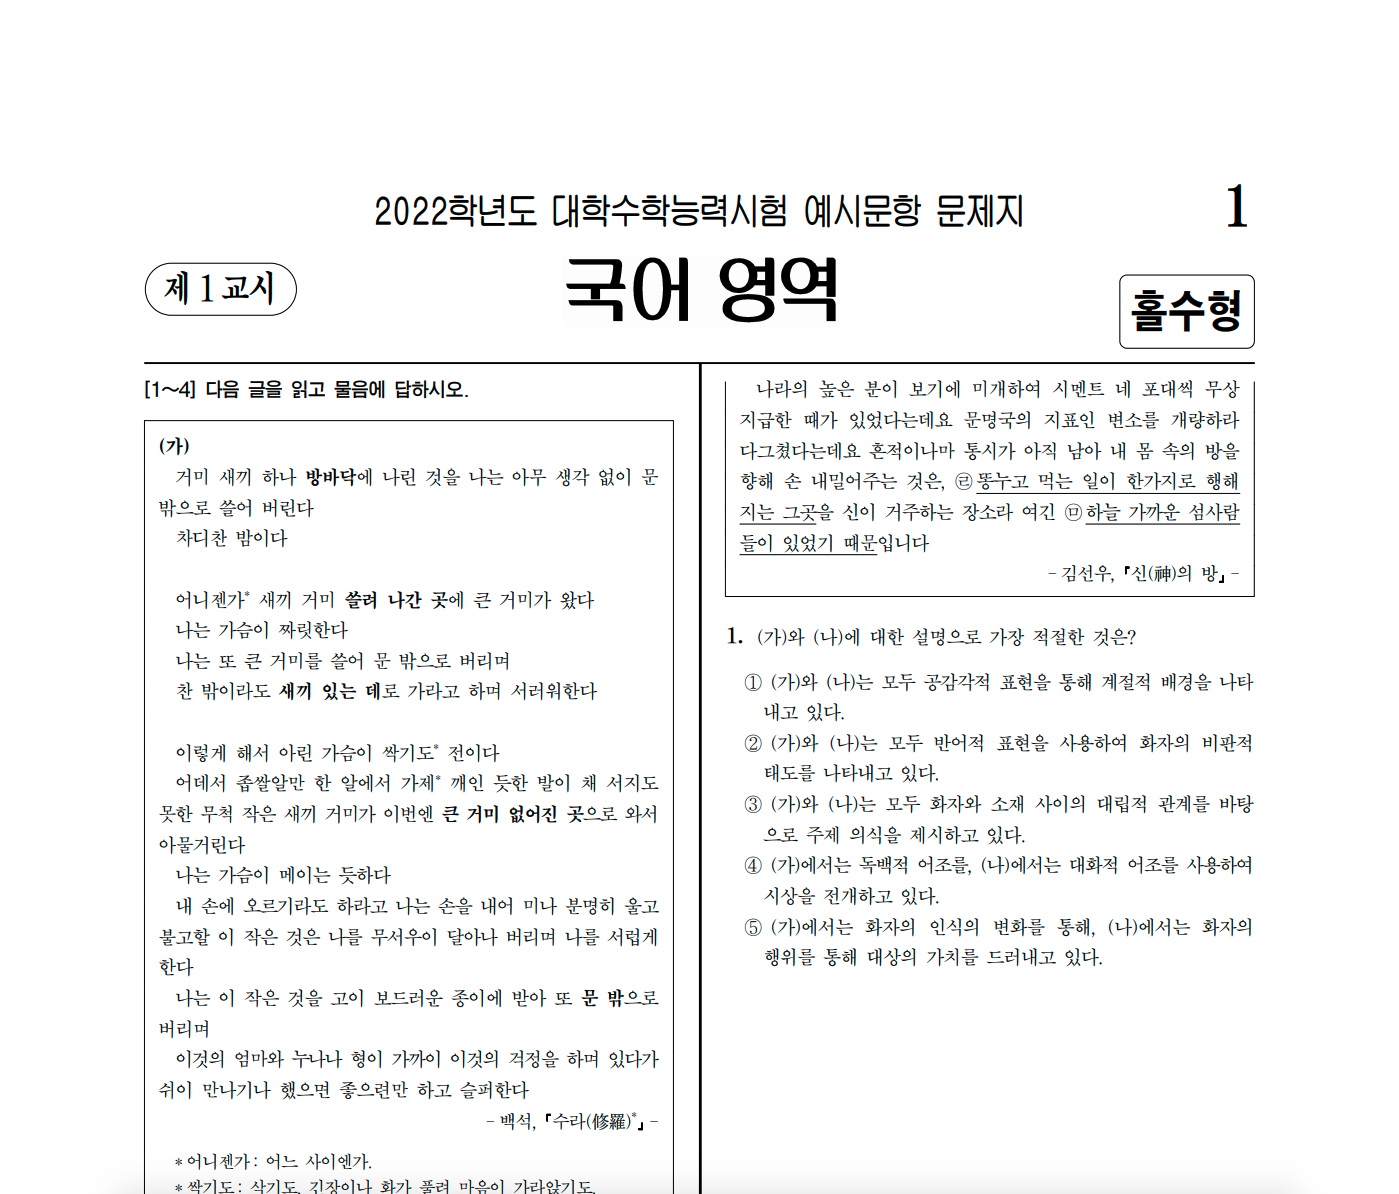 2022학년도 대학수학능력시험 예시문항 문제지
1
제 1 교시
국어 영역
홀수형
[1～4] 다음 글을 읽고 물음에 답하시오.
(가)
거미 새끼 하나 방바닥에 나린 것을 나는 아무 생각 없이 문
밖으로 쓸어 버린다
차디찬 밤이다
어니젠가* 새끼 거미 쓸려 나간 곳에 큰 거미가 왔다
나는 가슴이 짜릿한다
나는 또 큰 거미를 쓸어 문 밖으로 버리며
찬 밖이라도 새끼 있는 데로 가라고 하며 서러워한다
이렇게 해서 아린 가슴이 싹기도* 전이다
어데서 좁쌀알만 한 알에서 가제* 깨인 듯한 발이 채 서지도
못한 무척 작은 새끼 거미가 이번엔 큰 거미 없어진 곳으로 와서
아물거린다
나는 가슴이 메이는 듯하다
내 손에 오르기라도 하라고 나는 손을 내어 미나 분명히 울고
불고할 이 작은 것은 나를 무서우이 달아나 버리며 나를 서럽게
한다
나는 이 작은 것을 고이 보드러운 종이에 받아 또 문 밖으로
버리며
이것의 엄마와 누나나 형이 가까이 이것의 걱정을 하며 있다가
쉬이 만나기나 했으면 좋으련만 하고 슬퍼한다
- 백석, 「수라(修羅)*」 -
* 어니젠가 : 어느 사이엔가.
* 싹기도 : 삭기도. 긴장이나 화가 풀려 마음이 가라앉기도.
나라의 높은 분이 보기에 미개하여 시멘트 네 포대씩 무상
지급한 때가 있었다는데요 문명국의 지표인 변소를 개량하라
다그쳤다는데요 흔적이나마 통시가 아직 남아 내 몸 속의 방을
향해 손 내밀어주는 것은, ㉣똥누고 먹는 일이 한가지로 행해
지는 그곳을 신이 거주하는 장소라 여긴 ㉤하늘 가까운 섬사람
들이 있었기 때문입니다
- 김선우, 「신(神)의 방」 -
1. (가)와 (나)에 대한 설명으로 가장 적절한 것은?
① (가)와 (나)는 모두 공감각적 표현을 통해 계절적 배경을 나타
내고 있다.
② (가)와 (나)는 모두 반어적 표현을 사용하여 화자의 비판적
태도를 나타내고 있다.
③ (가)와 (나)는 모두 화자와 소재 사이의 대립적 관계를 바탕
으로 주제 의식을 제시하고 있다.
④ (가)에서는 독백적 어조를, (나)에서는 대화적 어조를 사용하여
시상을 전개하고 있다.
⑤ (가)에서는 화자의 인식의 변화를 통해, (나)에서는 화자의
행위를 통해 대상의 가치를 드러내고 있다.